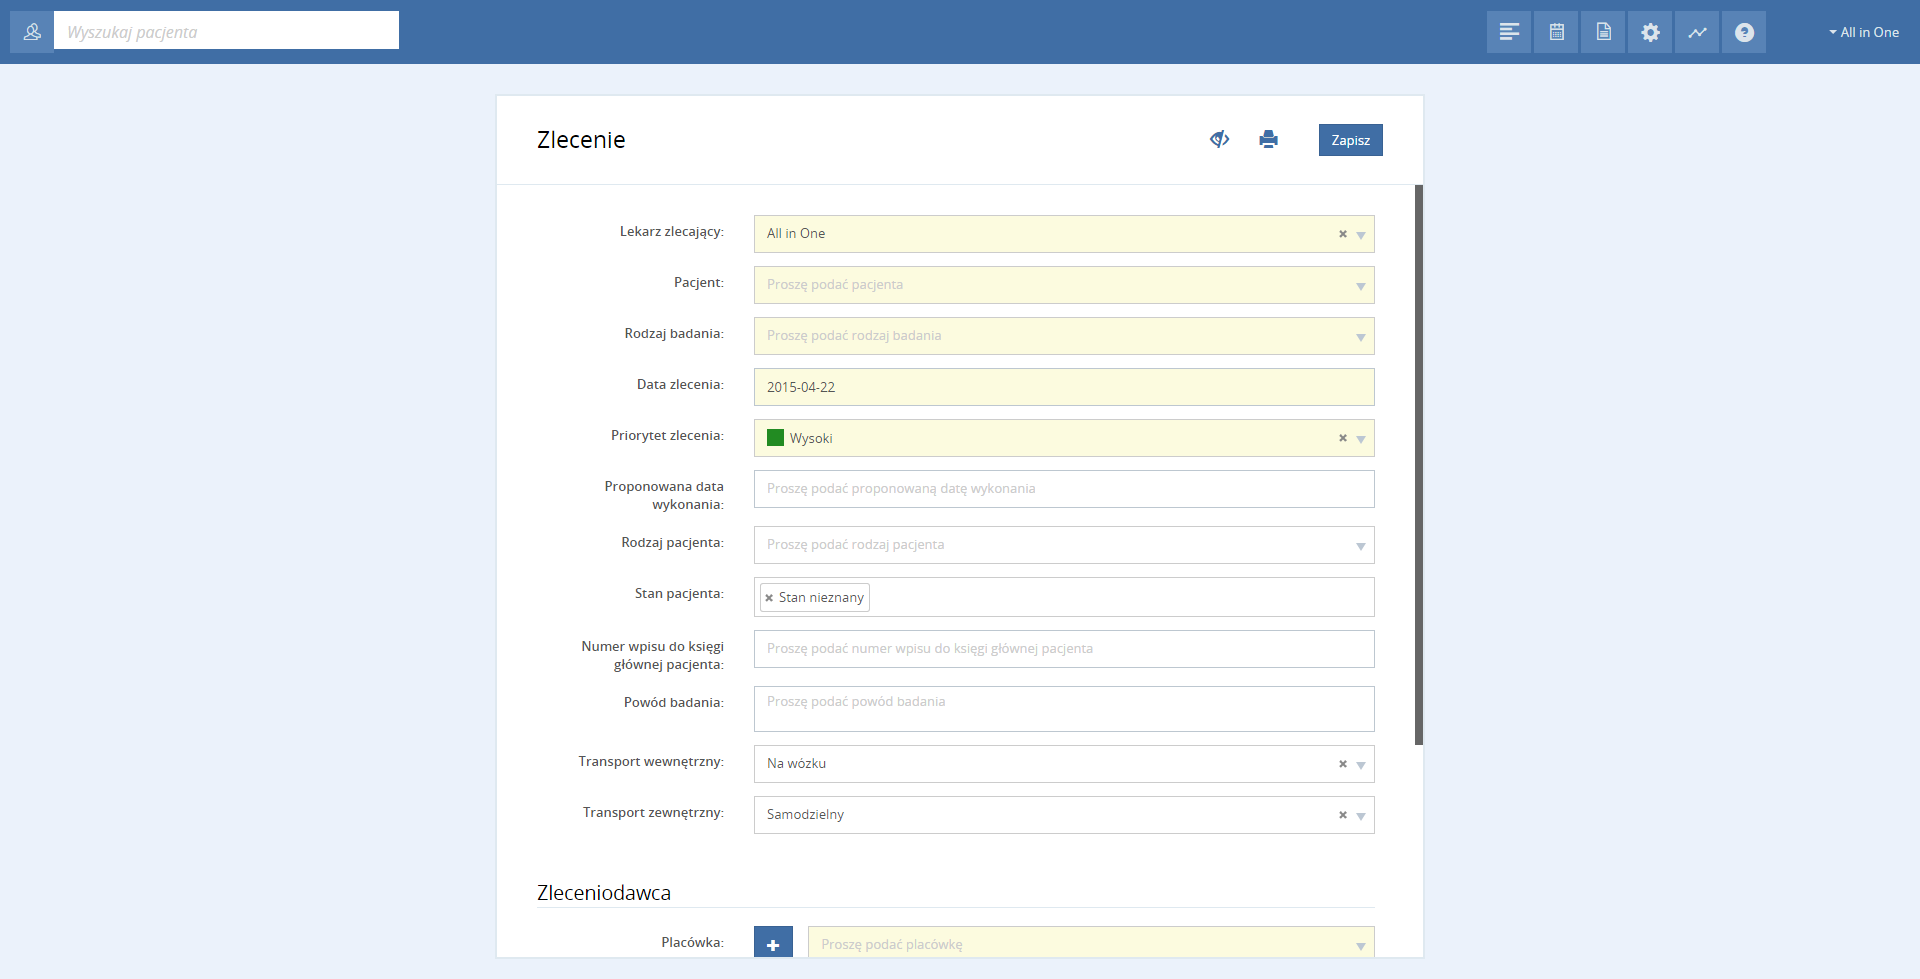 Wyszukaj pacjenta
All in One
Zlecenie
Zapisz
Lekarz zlecający:
All in One
Pacjent:
Proszę podać pacjenta
Rodzaj badania:
Proszę podać rodzaj badania
Data zlecenia:
2015-04-22
Priorytet zlecenia:
Wysoki
Proponowana data
wykonania:
Proszę podać proponowaną datę wykonania
Rodzaj pacjenta:
Proszę podać rodzaj pacjenta
Stan pacjenta:
Stan nieznany
Numer wpisu do księgi
głównej pacjenta:
Proszę podać numer wpisu do księgi głównej pacjenta
Powód badania:
Proszę podać powód badania
Transport wewnętrzny:
Na wózku
Transport zewnętrzny:
Samodzielny
Zleceniodawca
Placówka:
Proszę podać placówkę